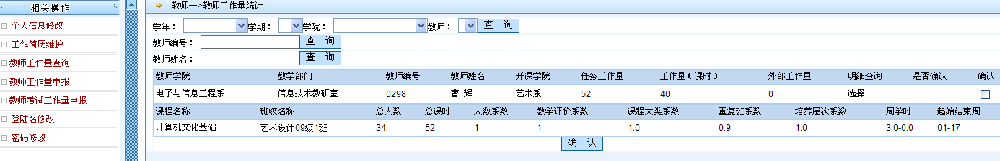 相关操作
个人信息修改
工作简历维护
教师工作量查询
教师工作量申报
教师考试工作量申报
登陆名修改
密码修改
教师—>教师工作量统计
学年： 学期： 学院： 教师： 查 询
教师编号： 查 询
教师姓名： 查 询
教师学院 教学部门 教师编号 教师姓名 开课学院 任务工作量 工作量（课时） 外部工作量 明细查询 是否确认 确认
电子与信息工程系 信息技术教研室 0298 曹 辉 艺术系 52 40 0 选择
课程名称 班级名称 总人数 总课时 人数系数 教学评价系数 课程大类系数 重复班系数 培养层次系数 周学时 起始结束周
计算机文化基础 艺术设计09级1班 34 52 1 1 1.0 0.9 1.0 3.0-0.0 01-17
确 认